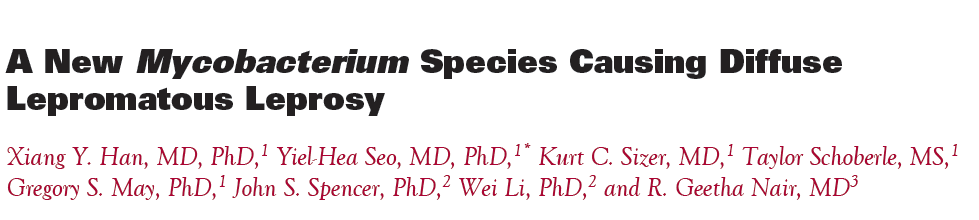 A New Mycobacterium Species Causing Diffuse
Lepromatous Leprosy
Xiang Y. Han, MD, PhD,¹ Yiel-Hea Seo, MD, PhD,¹* Kurt C. Sizer, MD,¹ Taylor Schoberle, MS,¹
Gregory S. May, PhD,¹ John S. Spencer, PhD,² Wei Li, PhD,² and R. Geetha Nair, MD³